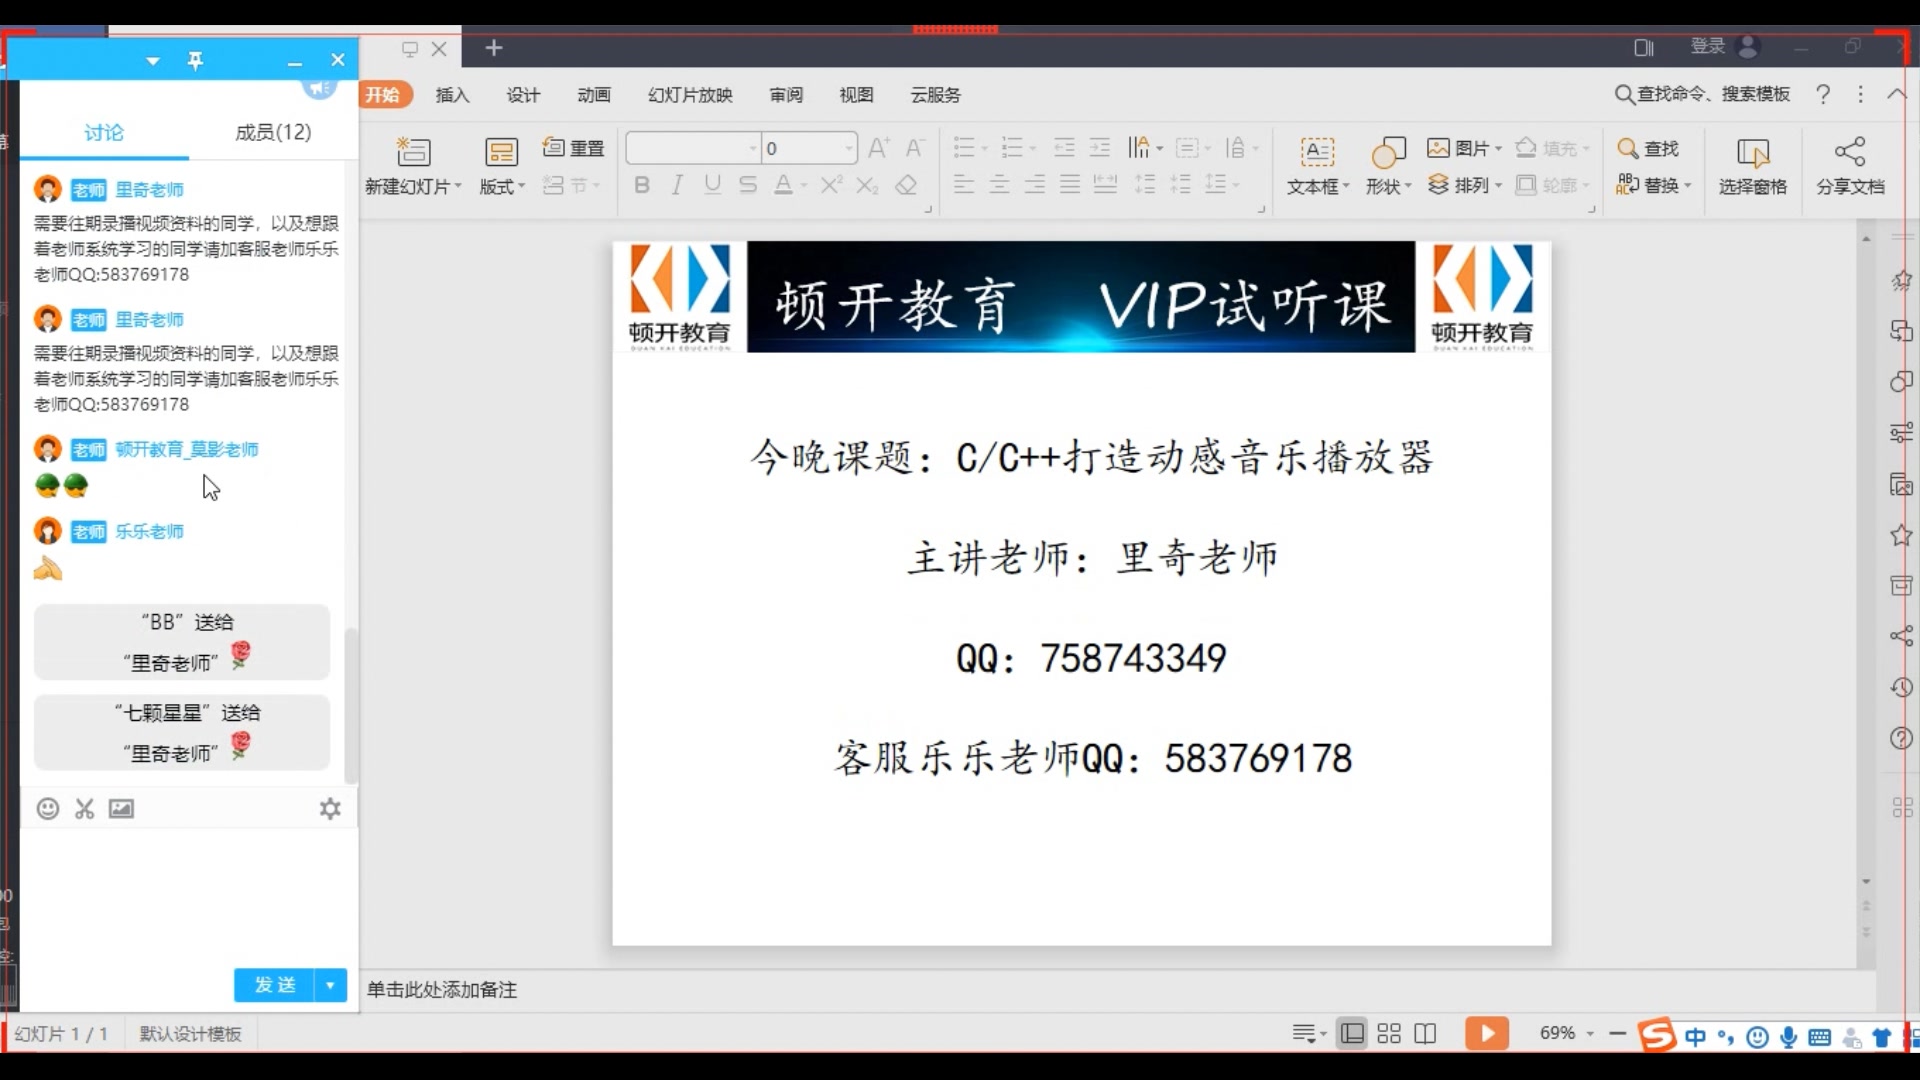 登录
开始
插入
设计
动画
幻灯片放映
审阅
视图
云服务
查找命令、搜索模板
新建幻灯片
版式
重置
节
0
文本框
形状
图片
排列
填充
轮廓
查找
替换
选择窗格
分享文档
讨论
成员(12)
老师 里奇老师
需要往期录播视频资料的同学，以及想跟
着老师系统学习的同学请加客服老师乐乐
老师QQ:583769178
老师 里奇老师
需要往期录播视频资料的同学，以及想跟
着老师系统学习的同学请加客服老师乐乐
老师QQ:583769178
老师 顿开教育_莫影老师
老师 乐乐老师
“BB”送给
“里奇老师”
“七颗星星”送给
“里奇老师”
发送
顿开教育
DUAN KAI EDUCATION
顿开教育 VIP试听课
顿开教育
DUAN KAI EDUCATION
今晚课题：C/C++打造动感音乐播放器
主讲老师：里奇老师
QQ：758743349
客服乐乐老师QQ：583769178
单击此处添加备注
幻灯片 1 / 1
默认设计模板
69%
中